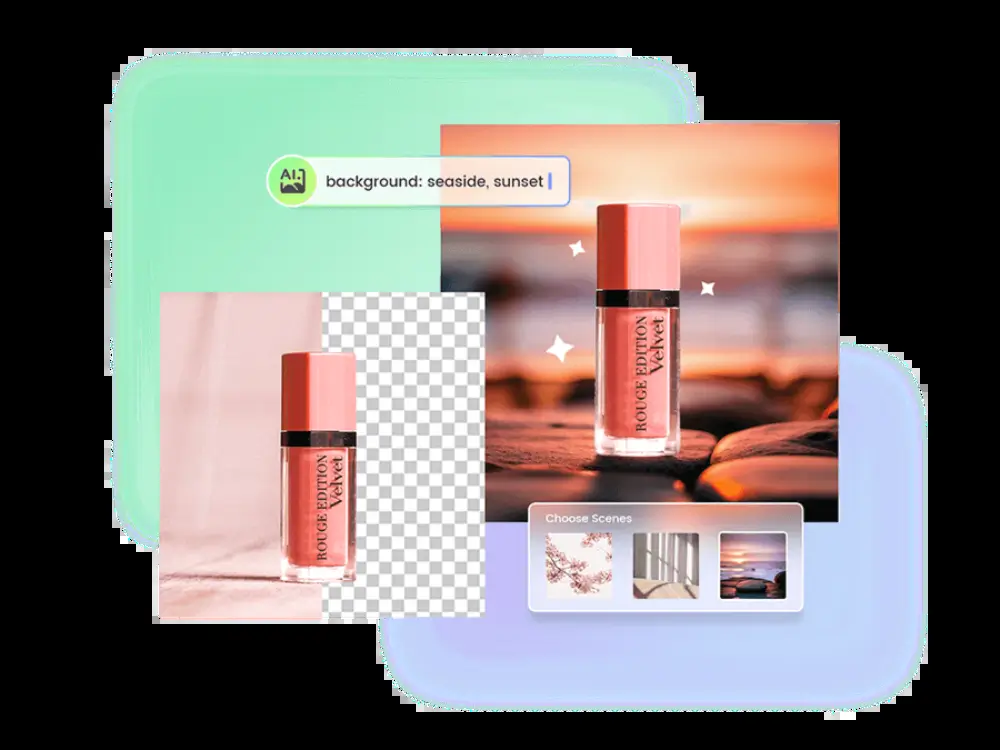 AI
background: seaside, sunset
ROUGE EDITION
Velvet
ROUGE EDITION
Velvet
Choose Scenes